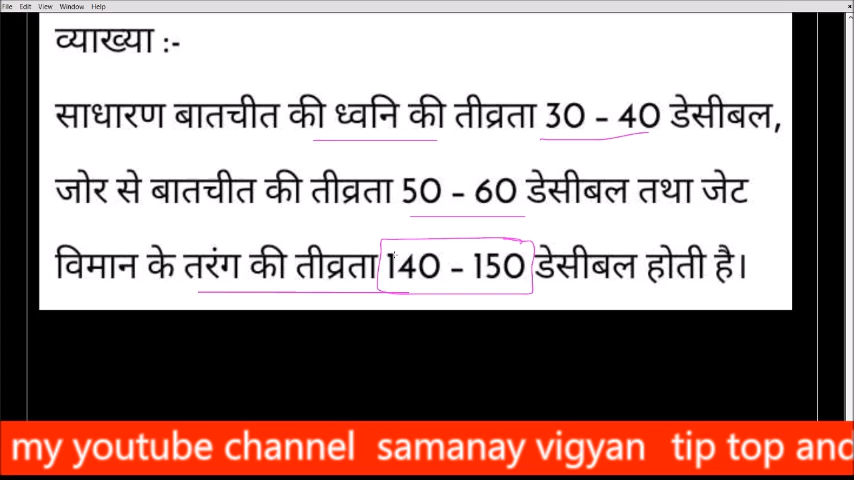 File Edit View Window Help
व्याख्या :-
साधारण बातचीत की ध्वनि की तीव्रता 30 – 40 डेसीबल,
जोर से बातचीत की तीव्रता 50 – 60 डेसीबल तथा जेट
विमान के तरंग की तीव्रता 140 – 150 डेसीबल होती है।
my youtube channel samanay vigyan tip top and